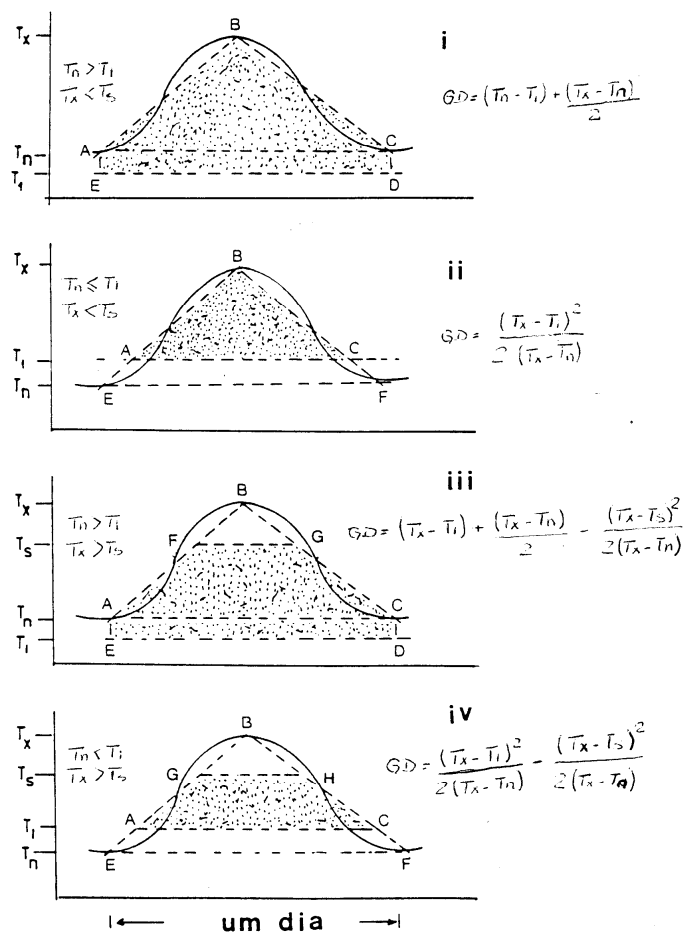 i
Tx
B
Tn > T1
Tx < Ts
GD = (Tn - T1) + (Tx - Tn) / 2
A
C
Tn
T1
E
D
ii
Tx
B
Tn ≤ T1
Tx < Ts
GD = (Tx - T1)² / 2 (Tx - Tn)
A
C
T1
Tn
E
F
iii
Tx
B
Tn > T1
Tx > Ts
GD = (Tx - T1) + (Tx - Tn) / 2 - (Tx - Ts)² / 2 (Tx - Tn)
Ts
F
G
A
C
Tn
T1
E
D
iv
Tx
B
Tn < T1
Tx > Ts
GD = (Tx - T1)² / 2 (Tx - Tn) - (Tx - Ts)² / 2 (Tx - Tn)
Ts
G
H
A
C
T1
Tn
E
F
um dia